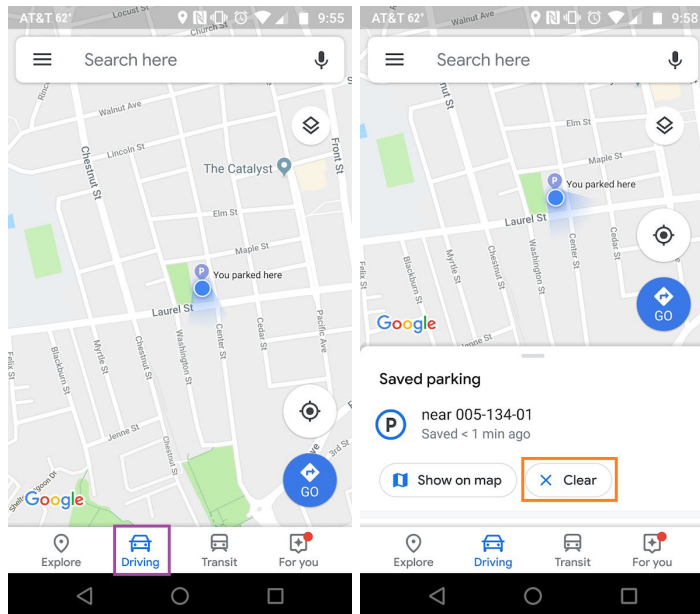 AT&T 62° 9:55
Locust St
Church St
Search here
Walnut Ave
Lincoln St
Chestnut St
Front St
The Catalyst
Elm St
Maple St
P You parked here
Laurel St
Felix St
Blackburn St
Myrtle St
Chestnut St
Washington St
Center St
Cedar St
Pacific Ave
Jenne St
Chestnut St
3rd St
Google
GO
Explore
Driving
Transit
For you
AT&T 62° 9:58
Walnut Ave
Search here
Elm St
Maple St
P You parked here
Laurel St
Felix St
Blackburn St
Myrtle St
Chestnut St
Washington St
Center St
Cedar St
Google
GO
Saved parking
P near 005-134-01
Saved < 1 min ago
Show on map
Clear
Explore
Driving
Transit
For you